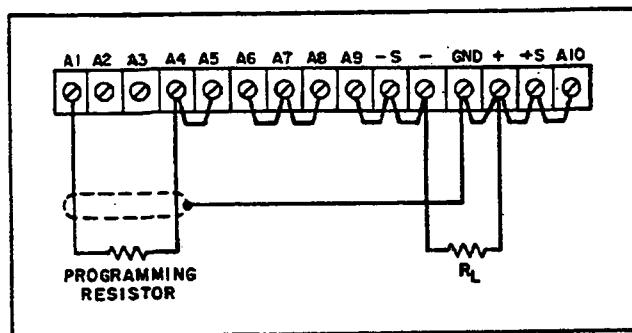 A1 A2 A3 A4 A5 A6 A7 A8 A9 -S - GND + +S A10
PROGRAMMING
RESISTOR
RL